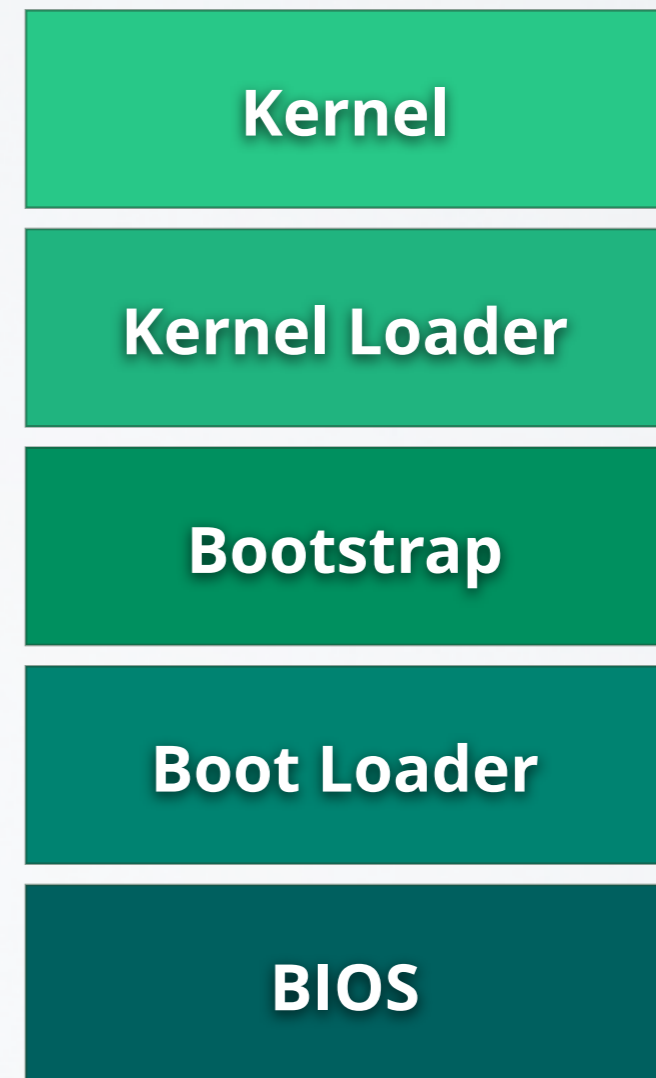 Kernel
Kernel Loader
Bootstrap
Boot Loader
BIOS